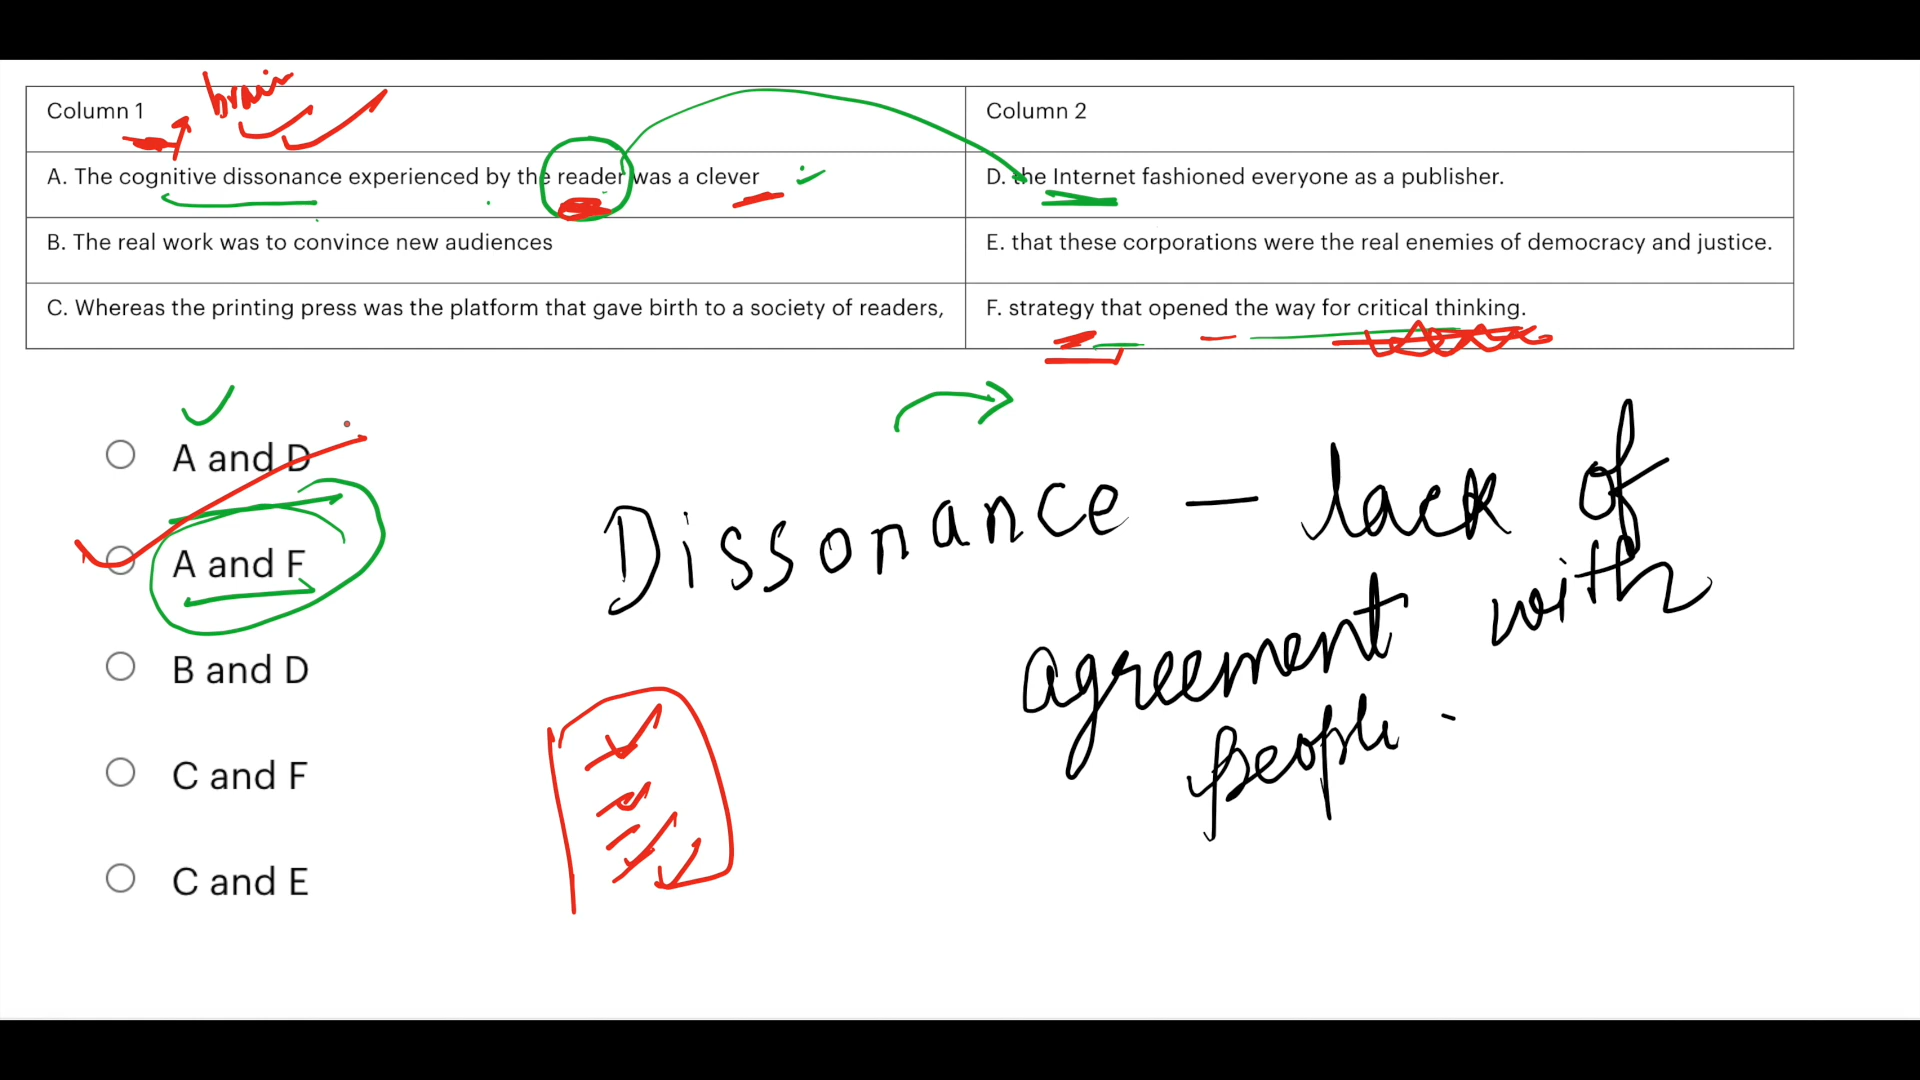 brain
Column 1
Column 2
A. The cognitive dissonance experienced by the reader was a clever
D. the Internet fashioned everyone as a publisher.
B. The real work was to convince new audiences
E. that these corporations were the real enemies of democracy and justice.
C. Whereas the printing press was the platform that gave birth to a society of readers,
F. strategy that opened the way for critical thinking.
A and D
A and F
B and D
C and F
C and E
Dissonance - lack of
agreement with
people.